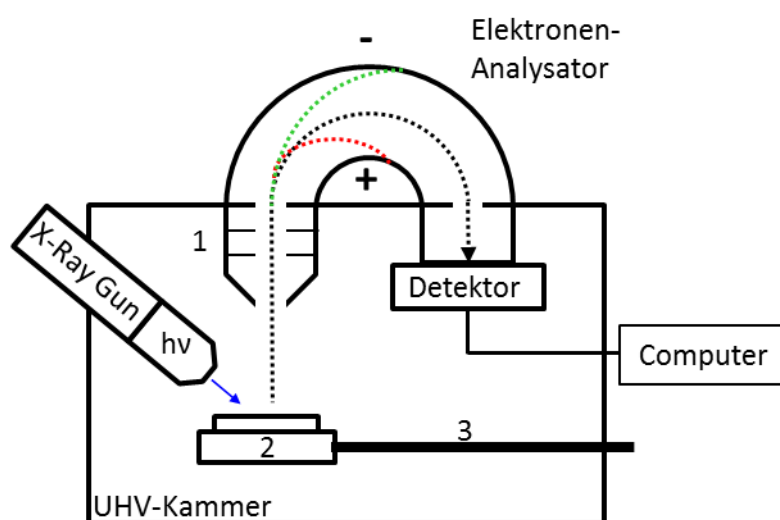 -
Elektronen-
Analysator
+
1
X-Ray Gun
hν
Detektor
Computer
2
3
UHV-Kammer